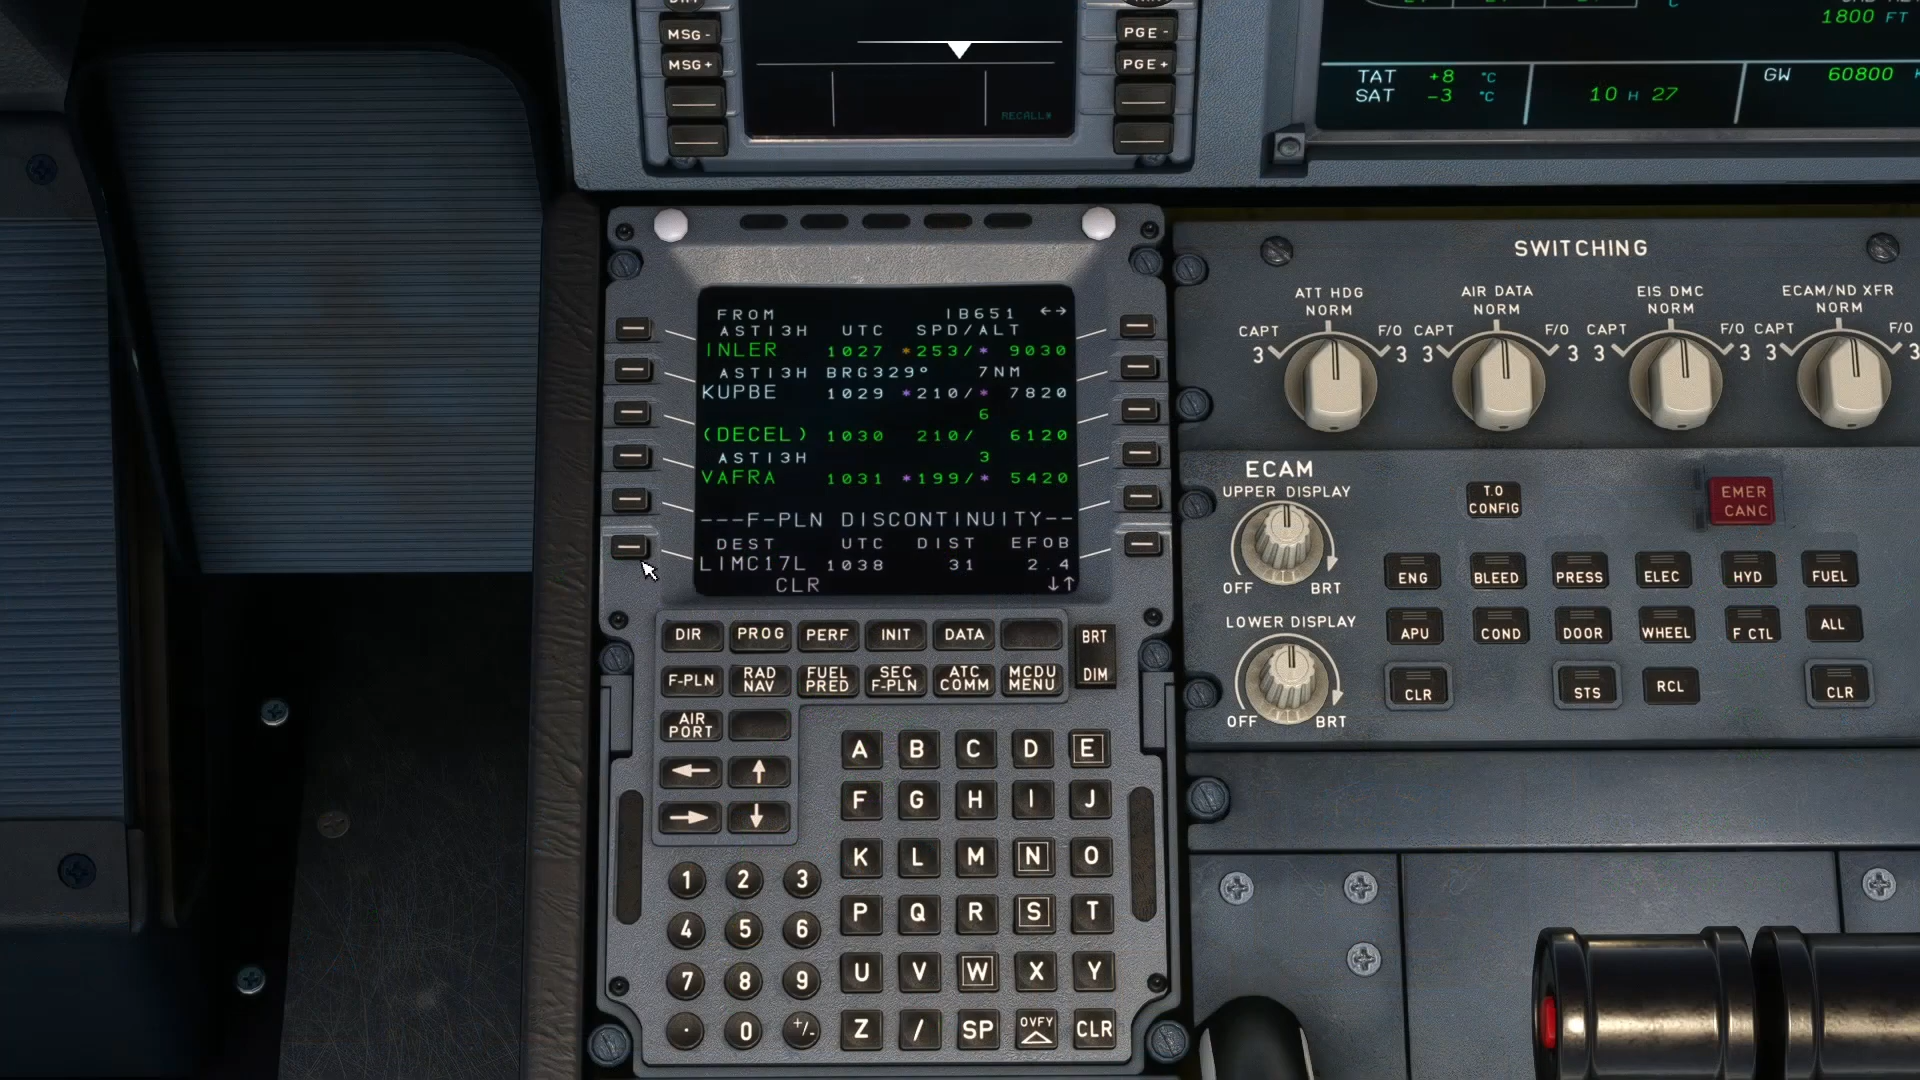 MSG-
MSG+
PGE-
PGE+
RECALL*
1800 FT
TAT +8 °C
SAT -3 °C
10 H 27
GW 60800
FROM IB651 ←→
ASTI3H UTC SPD/ALT
INLER 1027 *253/* 9030
ASTI3H BRG329° 7NM
KUPBE 1029 *210/* 7820
6
(DECEL) 1030 210/ 6120
ASTI3H 3
VAFRA 1031 *199/* 5420
---F-PLN DISCONTINUITY--
DEST UTC DIST EFOB
LIMC17L 1038 31 2.4
CLR ↓↑
DIR PROG PERF INIT DATA BRT
F-PLN RAD NAV FUEL PRED SEC F-PLN ATC COMM MCDU MENU DIM
AIR PORT
← ↑
→ ↓
A B C D E
F G H I J
K L M N O
P Q R S T
U V W X Y
Z / SP OVFY CLR
1 2 3
4 5 6
7 8 9
. 0 +/-
SWITCHING
ATT HDG AIR DATA EIS DMC ECAM/ND XFR
NORM NORM NORM NORM
CAPT F/O CAPT F/O CAPT F/O CAPT F/O
3 3 3 3 3 3 3 3
ECAM
UPPER DISPLAY
OFF BRT
LOWER DISPLAY
OFF BRT
T.O CONFIG
EMER CANC
ENG BLEED PRESS ELEC HYD FUEL
APU COND DOOR WHEEL F CTL ALL
CLR STS RCL CLR